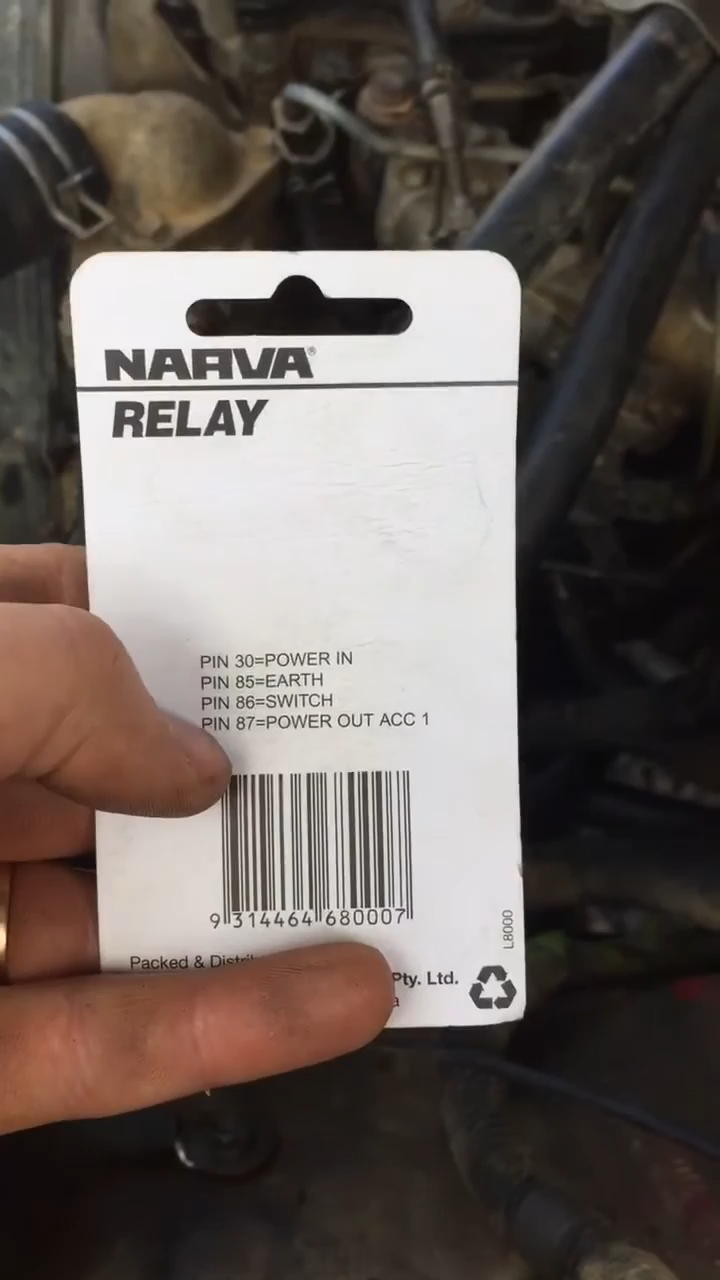 NARVA®
RELAY
PIN 30=POWER IN
PIN 85=EARTH
PIN 86=SWITCH
PIN 87=POWER OUT ACC 1
9 314464 680007
L8000
Packed &
Pty. Ltd.